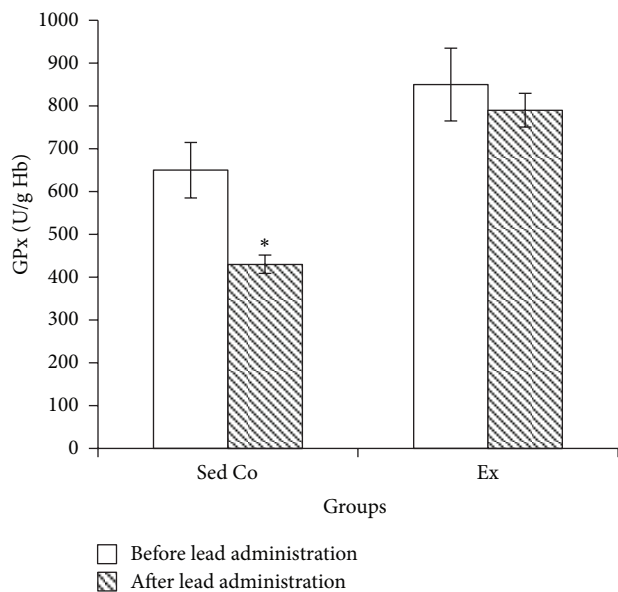 1000
900
800
700
600
500
400
300
200
100
0
GPx (U/g Hb)
*
Sed Co Ex
Groups
Before lead administration
After lead administration